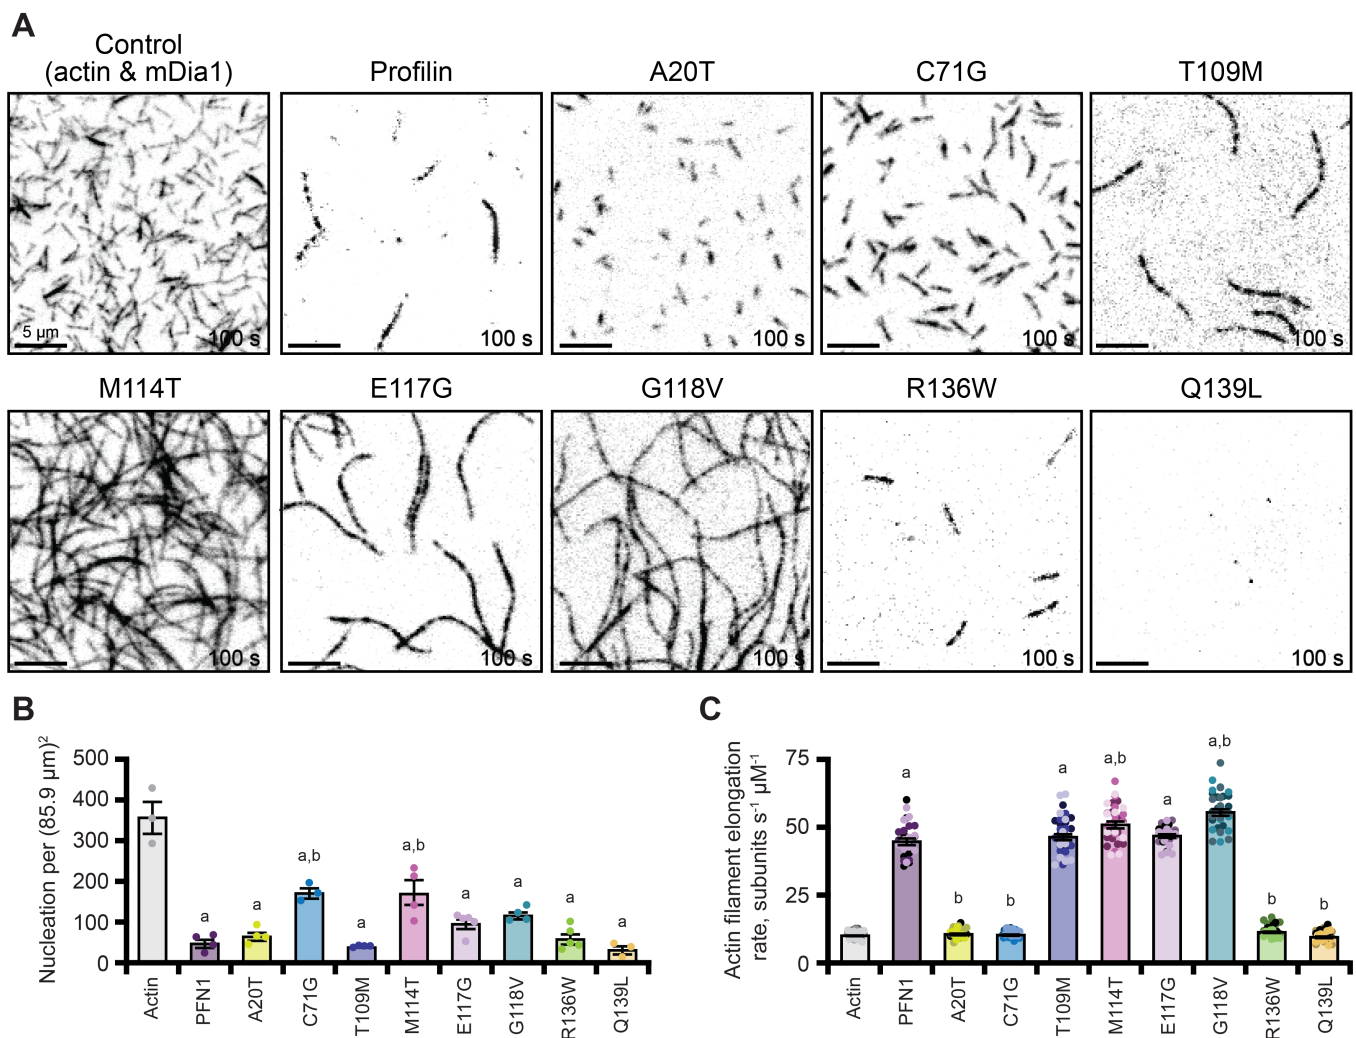 A
Control
(actin & mDia1)
Profilin
A20T
C71G
T109M
5 µm
100 s
100 s
100 s
100 s
100 s
M114T
E117G
G118V
R136W
Q139L
100 s
100 s
100 s
100 s
100 s
B
Nucleation per (85.9 µm)²
500
400
300
200
100
0
a
a
a,b
a
a,b
a
a
a
a
Actin
PFN1
A20T
C71G
T109M
M114T
E117G
G118V
R136W
Q139L
C
Actin filament elongation
rate, subunits s⁻¹ µM⁻¹
75
50
25
0
a
b
b
a
a,b
a
a,b
b
b
Actin
PFN1
A20T
C71G
T109M
M114T
E117G
G118V
R136W
Q139L